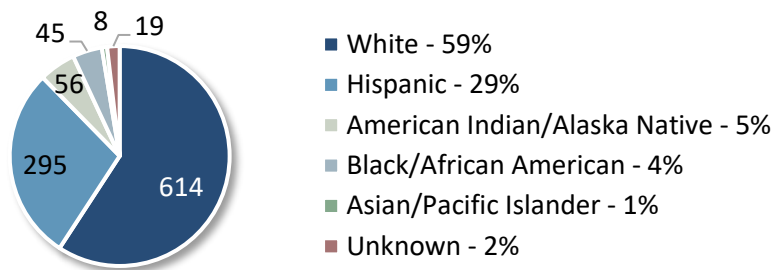 8
19
45
56
295
614
White - 59%
Hispanic - 29%
American Indian/Alaska Native - 5%
Black/African American - 4%
Asian/Pacific Islander - 1%
Unknown - 2%